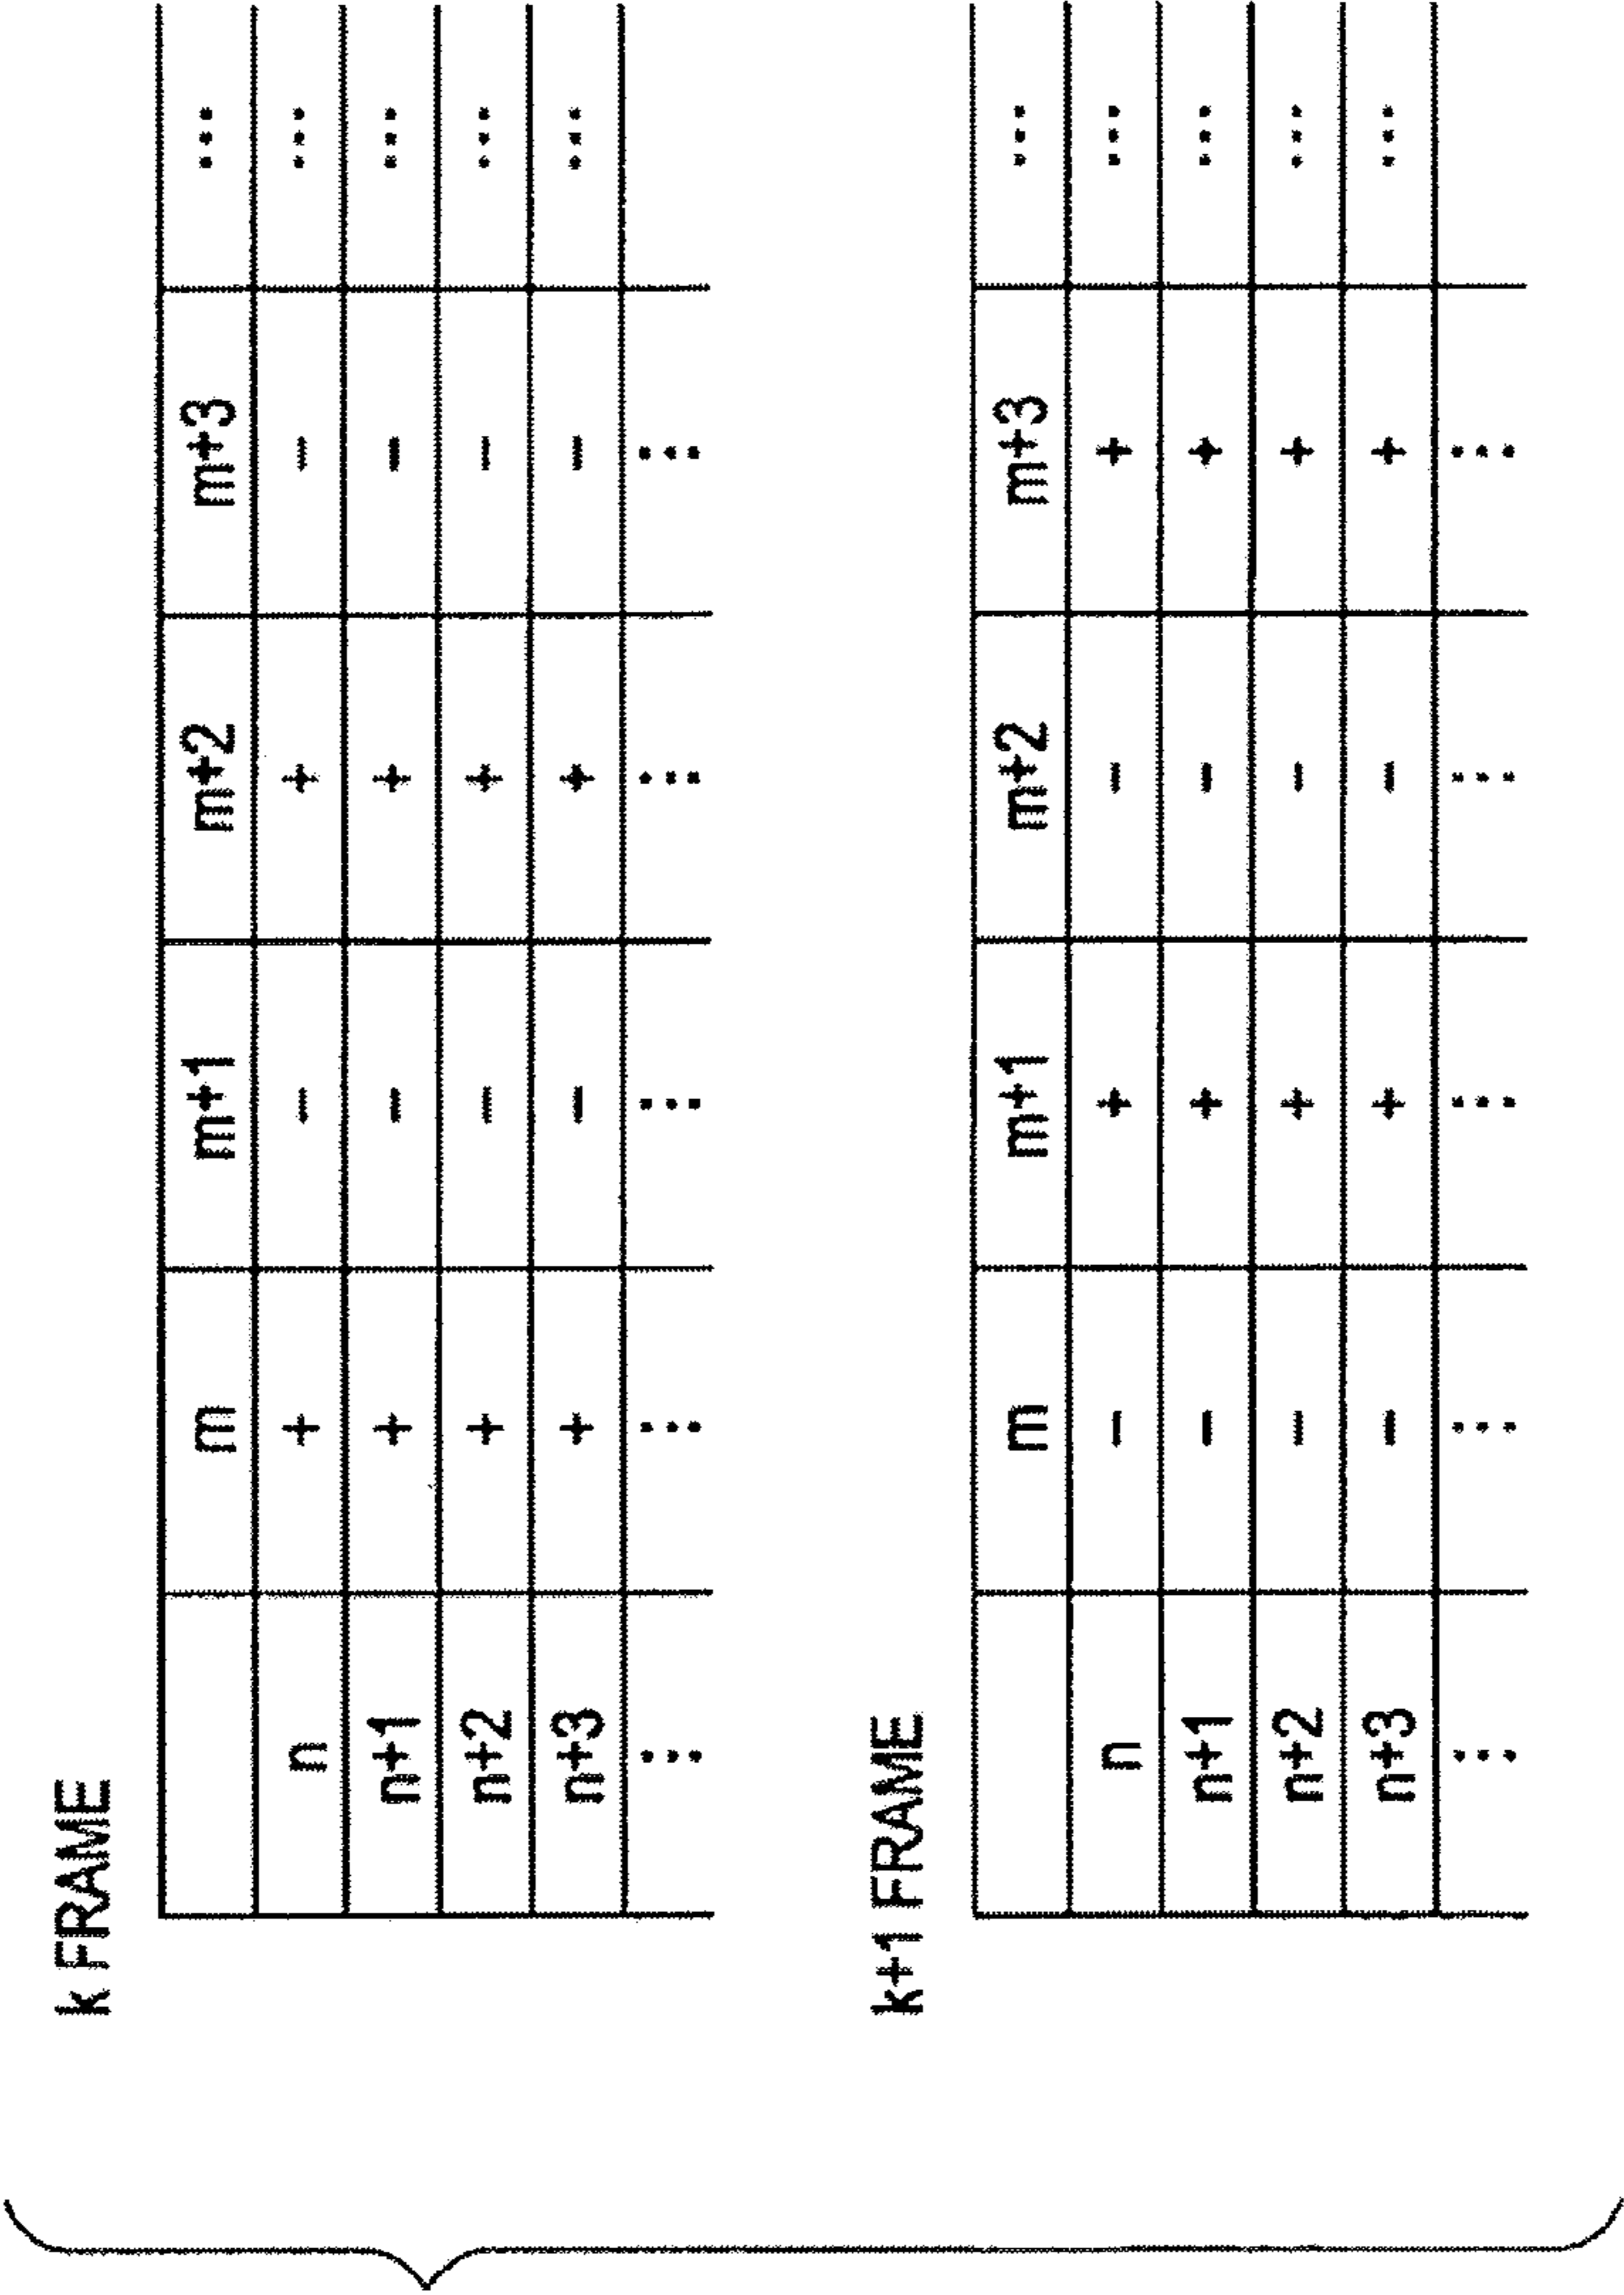 k FRAME
m m+1 m+2 m+3 ...
n + - + - ...
n+1 + - + - ...
n+2 + - + - ...
n+3 + - + - ...
... ... ... ... ...
k+1 FRAME
m m+1 m+2 m+3 ...
n - + - + ...
n+1 - + - + ...
n+2 - + - + ...
n+3 - + - + ...
... ... ... ... ...